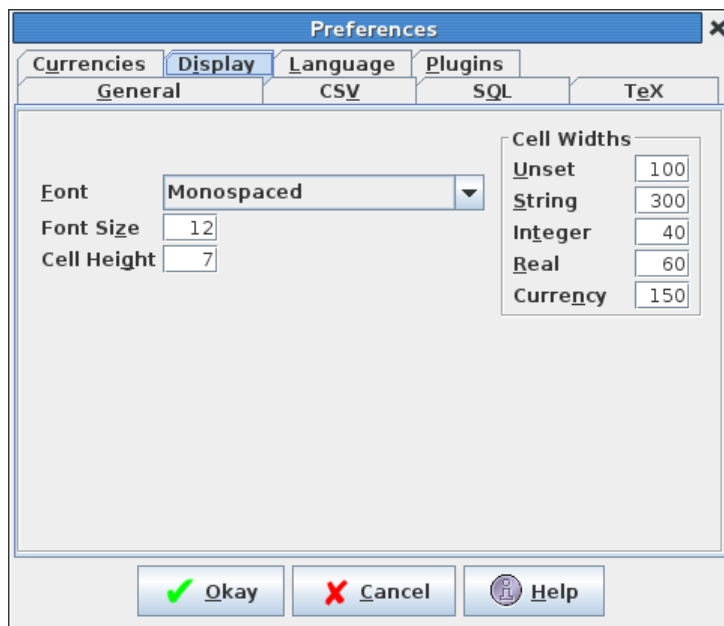 Preferences
Currencies Display Language Plugins
General CSV SQL TeX
Cell Widths
Unset 100
Font Monospaced
String 300
Font Size 12
Integer 40
Cell Height 7
Real 60
Currency 150
Okay Cancel Help